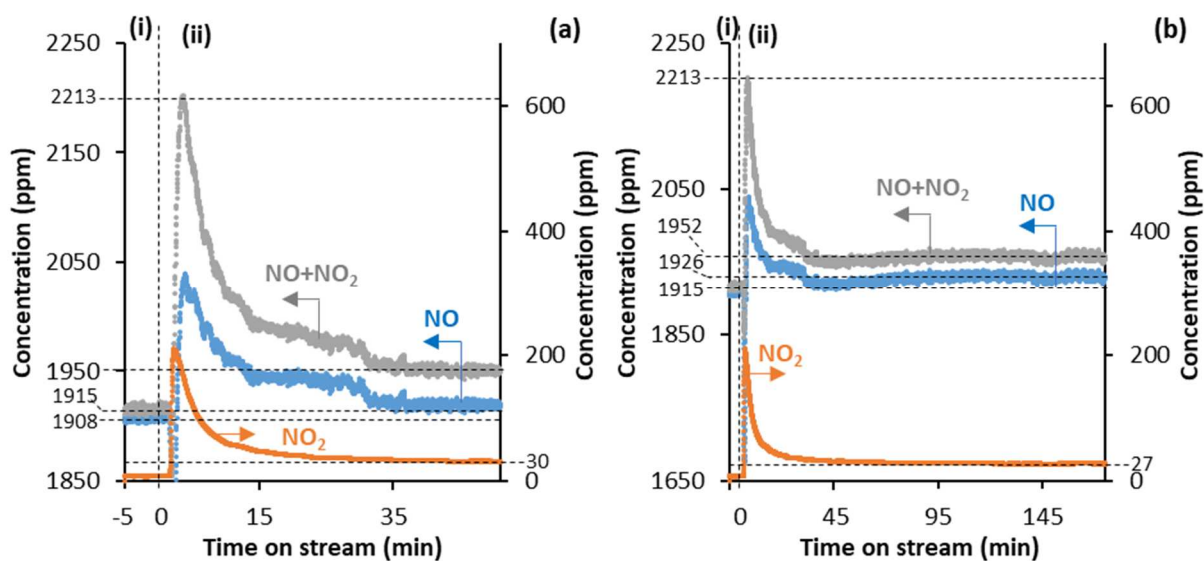 (i)
(ii)
(a)
Concentration (ppm)
2250
2213
2150
2050
1950
1915
1908
1850
600
400
200
30
0
Concentration (ppm)
NO+NO₂
NO
NO₂
-5
0
15
35
Time on stream (min)
(i)
(ii)
(b)
Concentration (ppm)
2250
2213
2050
1952
1926
1915
1850
1650
600
400
200
27
0
Concentration (ppm)
NO+NO₂
NO
NO₂
0
45
95
145
Time on stream (min)